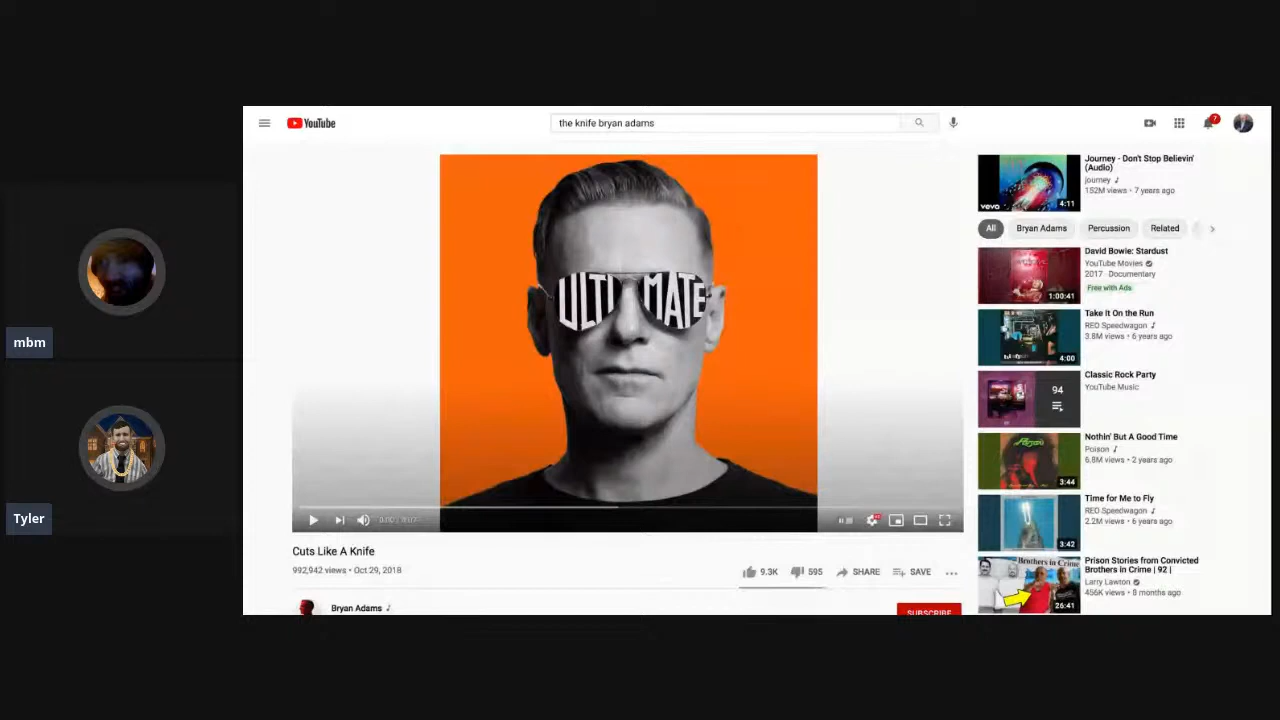 mbm
Tyler
YouTube
the knife bryan adams
7
ULTIMATE
Cuts Like A Knife
992,942 views • Oct 29, 2018
9.3K
595
SHARE
SAVE
Bryan Adams
SUBSCRIBE
Journey - Don't Stop Believin'
(Audio)
journey
152M views • 7 years ago
vevo
4:11
All
Bryan Adams
Percussion
Related
David Bowie: Stardust
YouTube Movies
2017 · Documentary
Free with Ads
1:00:41
Take It On the Run
REO Speedwagon
3.8M views • 6 years ago
4:00
Classic Rock Party
YouTube Music
94
Nothin' But A Good Time
Poison
6.8M views • 2 years ago
3:44
Time for Me to Fly
REO Speedwagon
2.2M views • 6 years ago
3:42
Prison Stories from Convicted
Brothers in Crime | 92 |
Larry Lawton
456K views • 8 months ago
Brothers in Crime
26:41